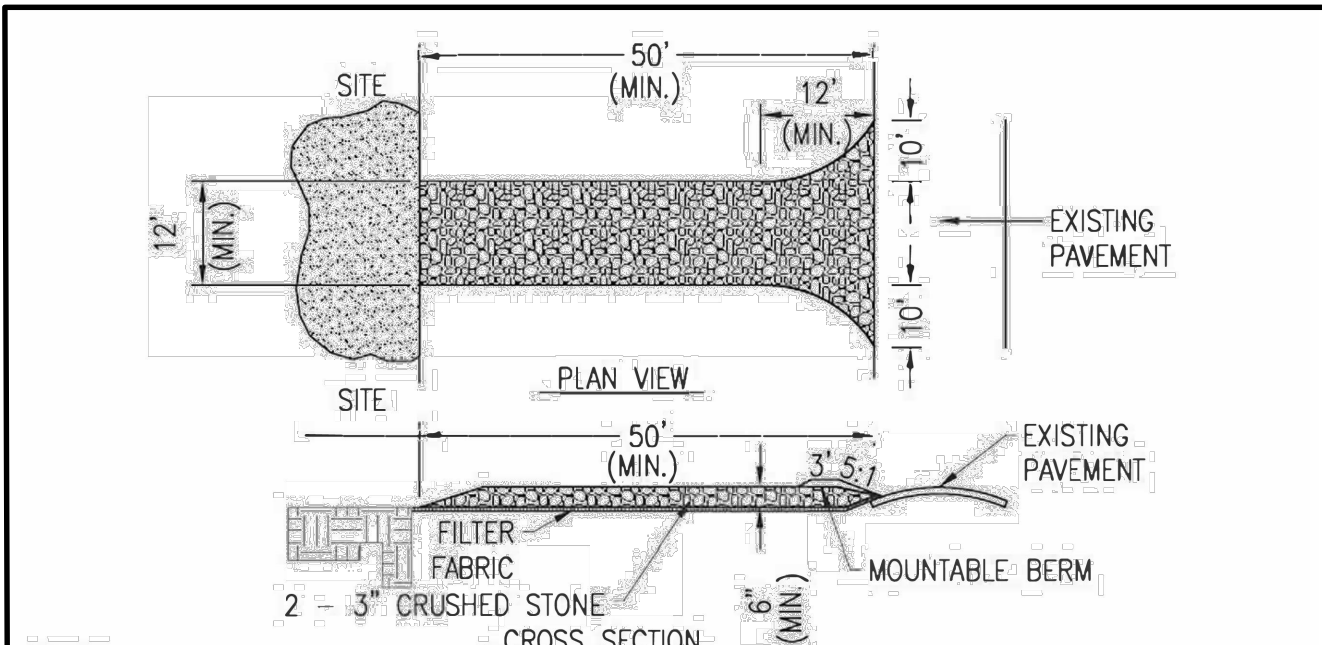 50'
(MIN.)
SITE
12'
(MIN.)
10'
12'
(MIN.)
EXISTING
PAVEMENT
10'
PLAN VIEW
SITE
50'
(MIN.)
EXISTING
PAVEMENT
3' 5:1
FILTER
FABRIC
MOUNTABLE BERM
2 - 3" CRUSHED STONE
6"
(MIN.)
CROSS SECTION